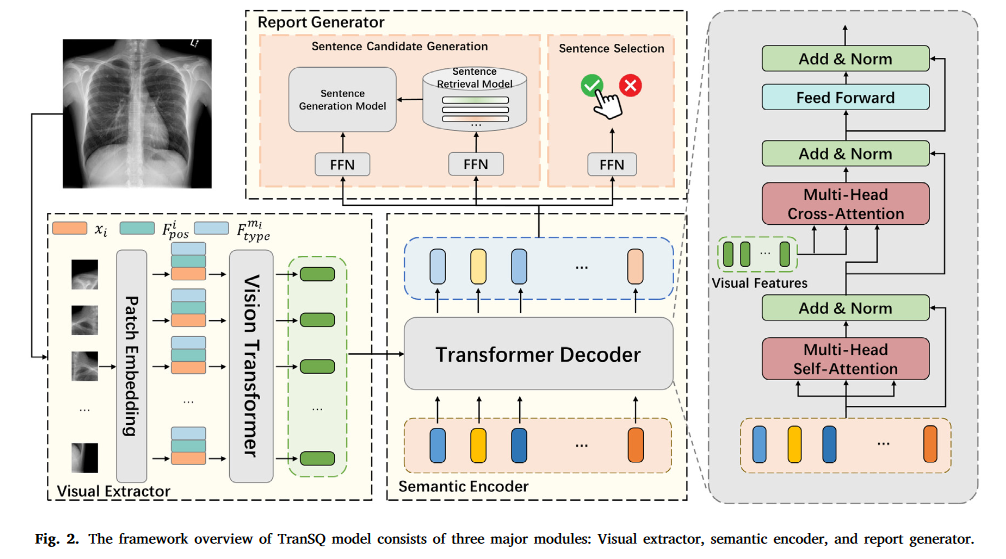 Report Generator
Sentence Candidate Generation
Sentence Selection
Sentence
Generation Model
Sentence
Retrieval Model
...
FFN
FFN
FFN
x_i
F_{pos}^{i}
F_{type}^{m_i}
Patch Embedding
Vision Transformer
...
...
...
Visual Extractor
...
Transformer Decoder
...
Semantic Encoder
Add & Norm
Feed Forward
Add & Norm
Multi-Head
Cross-Attention
...
Visual Features
Add & Norm
Multi-Head
Self-Attention
...
Fig. 2. The framework overview of TranSQ model consists of three major modules: Visual extractor, semantic encoder, and report generator.